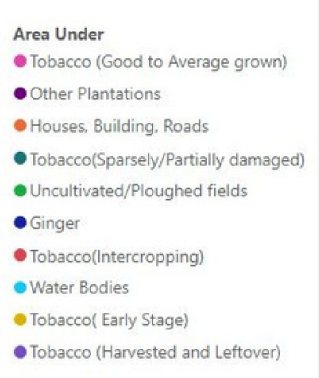 Area Under
Tobacco (Good to Average grown)
Other Plantations
Houses, Building, Roads
Tobacco(Sparsely/Partially damaged)
Uncultivated/Ploughed fields
Ginger
Tobacco(Intercropping)
Water Bodies
Tobacco( Early Stage)
Tobacco (Harvested and Leftover)